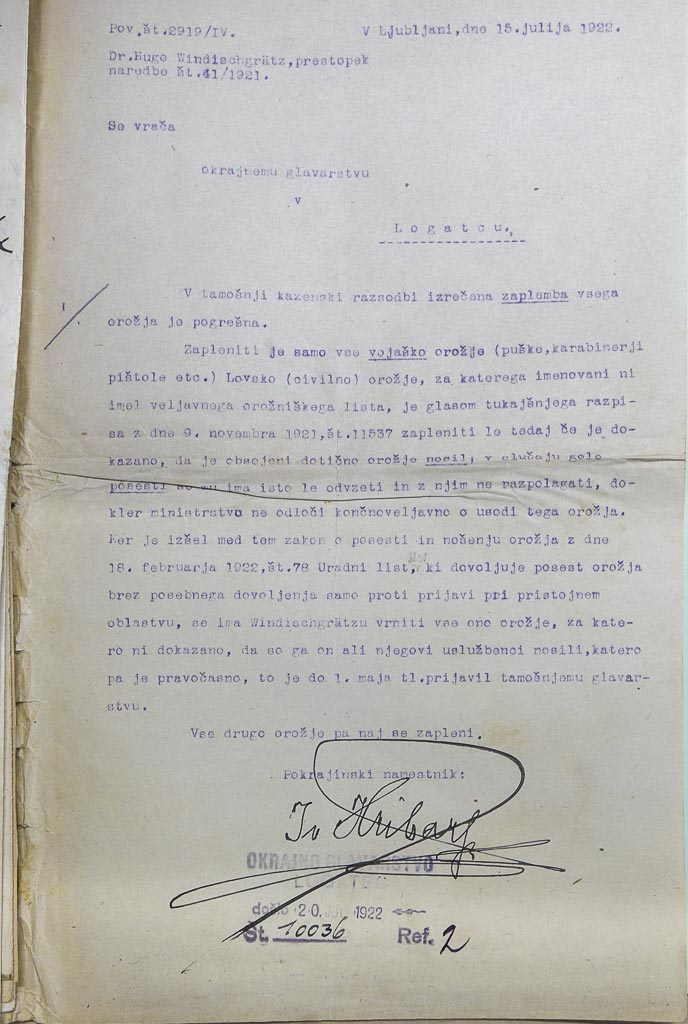 Pov.št.2919/IV. V Ljubljani,dne 15.julija 1922.
Dr.Hugo Windischgrätz,prestopek
naredbe št.41/1921.
Se vrača
okrajnemu glavarstvu
v
Logatcu.
V tamošnji kazenski razsodbi izrečena zaplemba vsega
orožja je pogrešna.
Zapleniti je samo vse vojaško orožje (puške,karabinerji
pištole etc.) Lovsko (civilno) orožje, za katerega imenovani ni
imel veljavnega orožniškega lista, je glasom tukajšnjega razpi-
sa z dne 9. novembra 1921,št.11537 zapleniti le tedaj če je do-
kazano, da je obsojeni dotično orožje nosil; v slučaju gole
posesti se mu ima isto le odvzeti in z njim ne razpolagati, do-
kler ministrstvo ne odloči končnoveljavno o usodi tega orožja.
Ker je izšel med tem zakon o posesti in nošenju orožja z dne
18. februarja 1922,št.78 Uradni list, ki dovoljuje posest orožja
brez posebnega dovoljenja samo proti prijavi pri pristojnem
oblastvu, se ima Windischgrätzu vrniti vse ono orožje, za kate-
ro ni dokazano, da so ga on ali njegovi uslužbenci nosili,katero
pa je pravočasno, to je do 1. maja tl.prijavil tamošnjemu glavar-
stvu.
Vse drugo orožje pa naj se zapleni.
Pokrajinski namestnik:
Iv Hribar
OKRAJNO GLAVARSTVO
LOGATEC
došlo 20. JUL. 1922
Št. 10036 Ref. 2